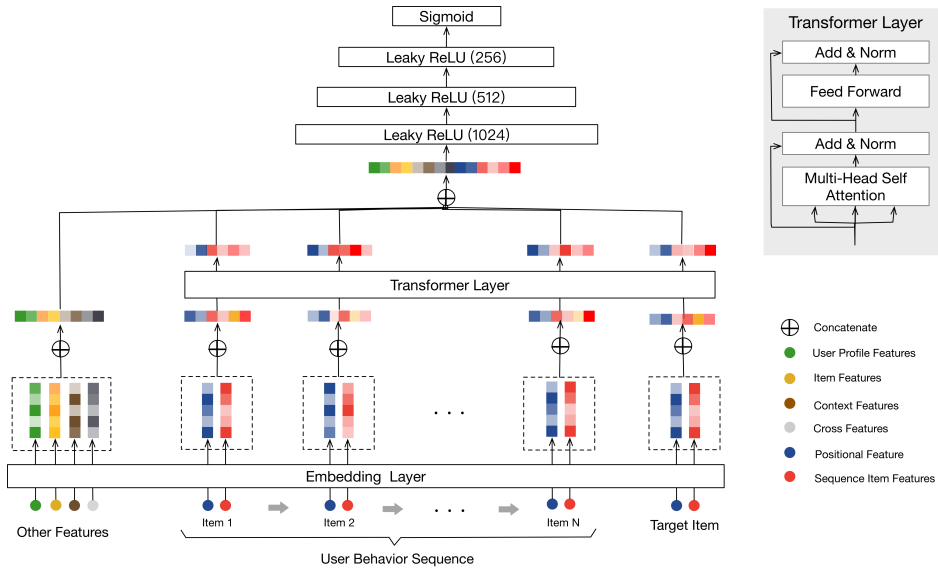 Sigmoid
Leaky ReLU (256)
Leaky ReLU (512)
Leaky ReLU (1024)
Transformer Layer
Embedding Layer
Other Features
Item 1
Item 2
. . .
. . .
Item N
Target Item
User Behavior Sequence
Transformer Layer
Add & Norm
Feed Forward
Add & Norm
Multi-Head Self
Attention
Concatenate
User Profile Features
Item Features
Context Features
Cross Features
Positional Feature
Sequence Item Features